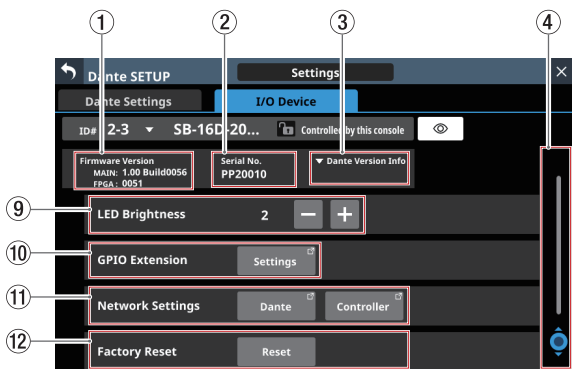 ① ② ③ ④
Dante SETUP Settings
Dante Settings I/O Device
ID# 2-3 SB-16D-20... Controlled by this console
Firmware Version Serial No. Dante Version Info
MAIN: 1.00 Build0056 PP20010
FPGA : 0051
⑨ LED Brightness 2 − +
⑩ GPIO Extension Settings
⑪ Network Settings Dante Controller
⑫ Factory Reset Reset